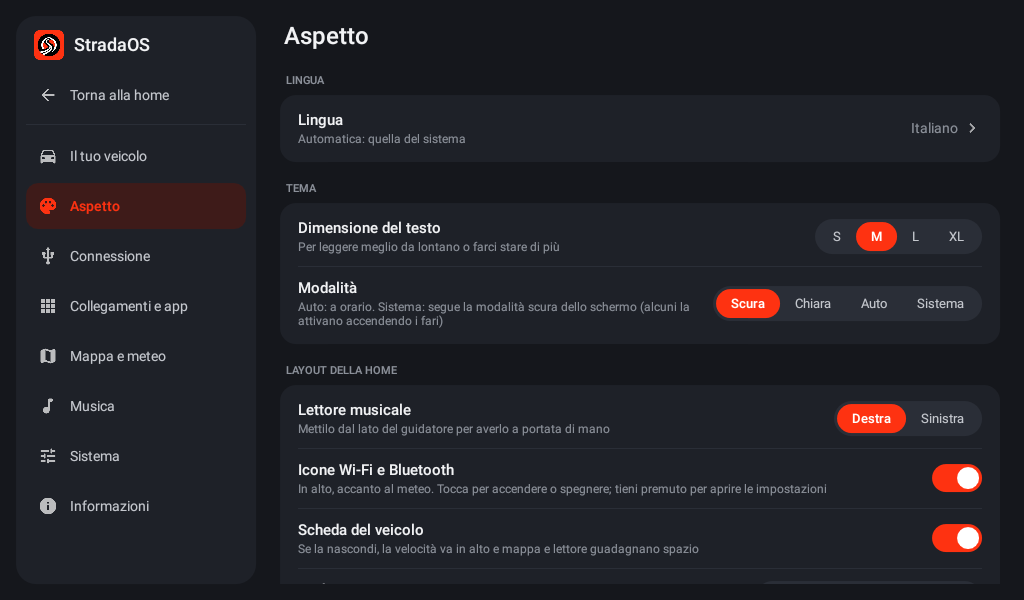 StradaOS
Torna alla home
Il tuo veicolo
Aspetto
Connessione
Collegamenti e app
Mappa e meteo
Musica
Sistema
Informazioni
Aspetto
LINGUA
Lingua
Automatica: quella del sistema
Italiano
TEMA
Dimensione del testo
Per leggere meglio da lontano o farci stare di più
S M L XL
Modalità
Auto: a orario. Sistema: segue la modalità scura dello schermo (alcuni la
attivano accendendo i fari)
Scura Chiara Auto Sistema
LAYOUT DELLA HOME
Lettore musicale
Mettilo dal lato del guidatore per averlo a portata di mano
Destra Sinistra
Icone Wi-Fi e Bluetooth
In alto, accanto al meteo. Tocca per accendere o spegnere; tieni premuto per aprire le impostazioni
Scheda del veicolo
Se la nascondi, la velocità va in alto e mappa e lettore guadagnano spazio